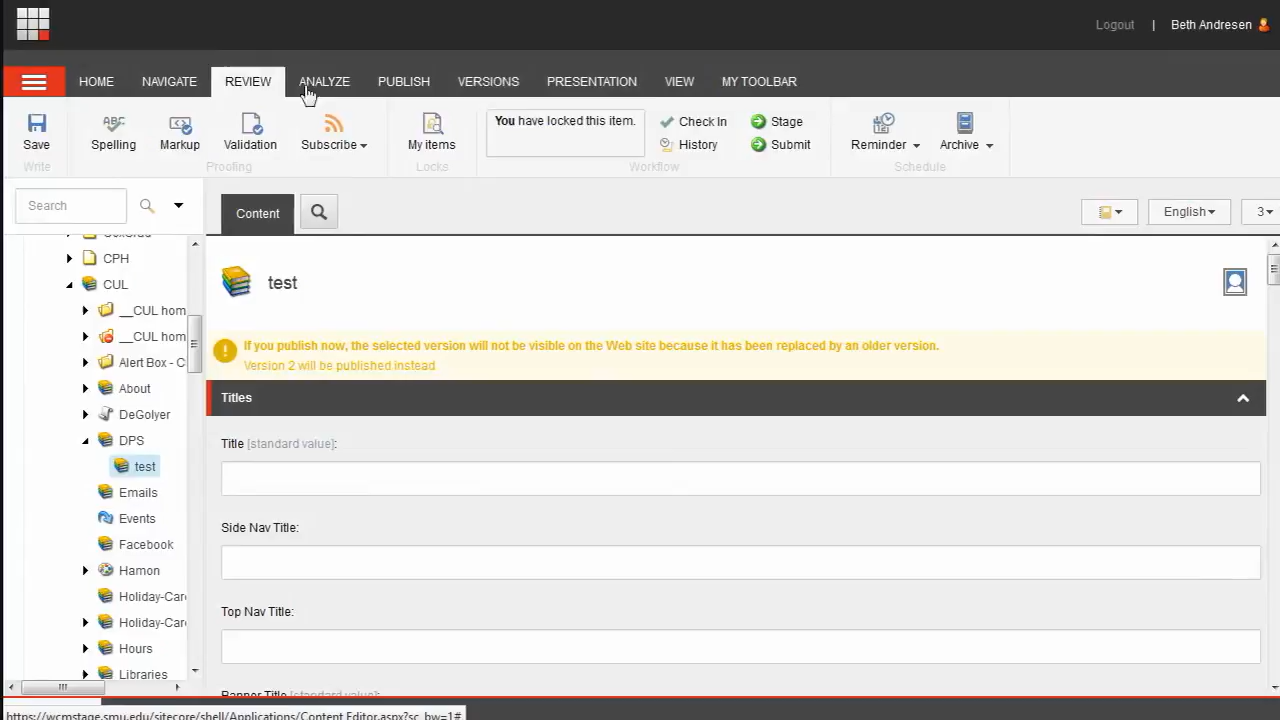 Logout | Beth Andresen
HOME NAVIGATE REVIEW ANALYZE PUBLISH VERSIONS PRESENTATION VIEW MY TOOLBAR
You have locked this item. Check In Stage
Save Spelling Markup Validation Subscribe My items History Submit Reminder Archive
Write Proofing Locks Workflow Schedule
Search Content English 3
CPH
CUL
test
__CUL hom
__CUL hom
If you publish now, the selected version will not be visible on the Web site because it has been replaced by an older version.
Alert Box - C
Version 2 will be published instead
About
Titles
DeGolyer
DPS
Title [standard value]:
test
Emails
Events
Side Nav Title:
Facebook
Hamon
Holiday-Car
Top Nav Title:
Holiday-Car
Hours
Libraries
Banner Title [standard value]:
https://wcmstage.smu.edu/sitecore/shell/Applications/Content Editor.aspx?sc_bw=1#